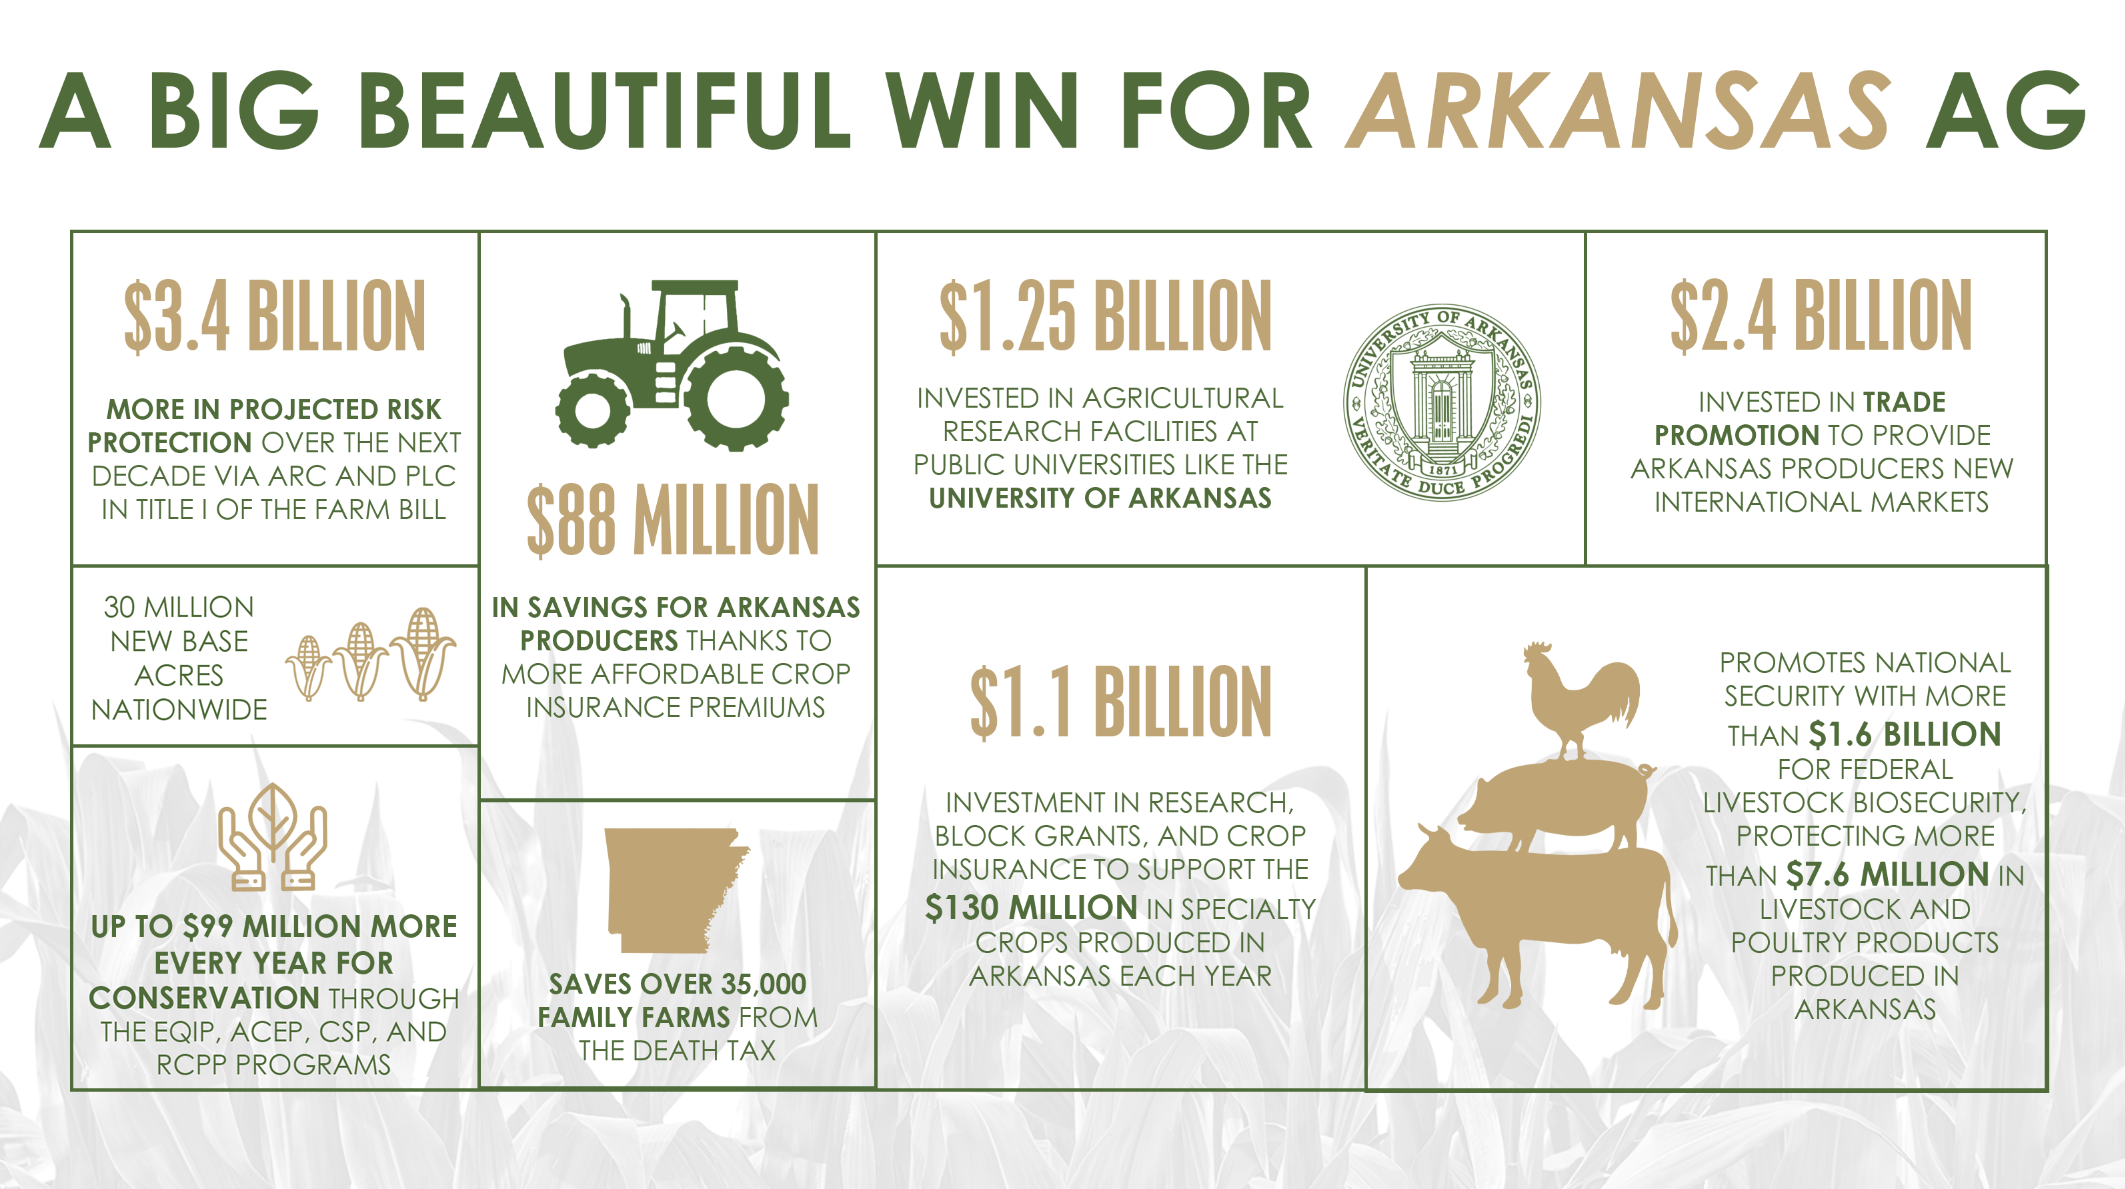 A BIG BEAUTIFUL WIN FOR ARKANSAS AG
$3.4 BILLION
MORE IN PROJECTED RISK
PROTECTION OVER THE NEXT
DECADE VIA ARC AND PLC
IN TITLE I OF THE FARM BILL
30 MILLION
NEW BASE
ACRES
NATIONWIDE
UP TO $99 MILLION MORE
EVERY YEAR FOR
CONSERVATION THROUGH
THE EQIP, ACEP, CSP, AND
RCPP PROGRAMS
$88 MILLION
IN SAVINGS FOR ARKANSAS
PRODUCERS THANKS TO
MORE AFFORDABLE CROP
INSURANCE PREMIUMS
SAVES OVER 35,000
FAMILY FARMS FROM
THE DEATH TAX
$1.25 BILLION
INVESTED IN AGRICULTURAL
RESEARCH FACILITIES AT
PUBLIC UNIVERSITIES LIKE THE
UNIVERSITY OF ARKANSAS
UNIVERSITY OF ARKANSAS
VERITATE DUCE PROGREDI
1871
$2.4 BILLION
INVESTED IN TRADE
PROMOTION TO PROVIDE
ARKANSAS PRODUCERS NEW
INTERNATIONAL MARKETS
$1.1 BILLION
INVESTMENT IN RESEARCH,
BLOCK GRANTS, AND CROP
INSURANCE TO SUPPORT THE
$130 MILLION IN SPECIALTY
CROPS PRODUCED IN
ARKANSAS EACH YEAR
PROMOTES NATIONAL
SECURITY WITH MORE
THAN $1.6 BILLION
FOR FEDERAL
LIVESTOCK BIOSECURITY,
PROTECTING MORE
THAN $7.6 MILLION IN
LIVESTOCK AND
POULTRY PRODUCTS
PRODUCED IN
ARKANSAS